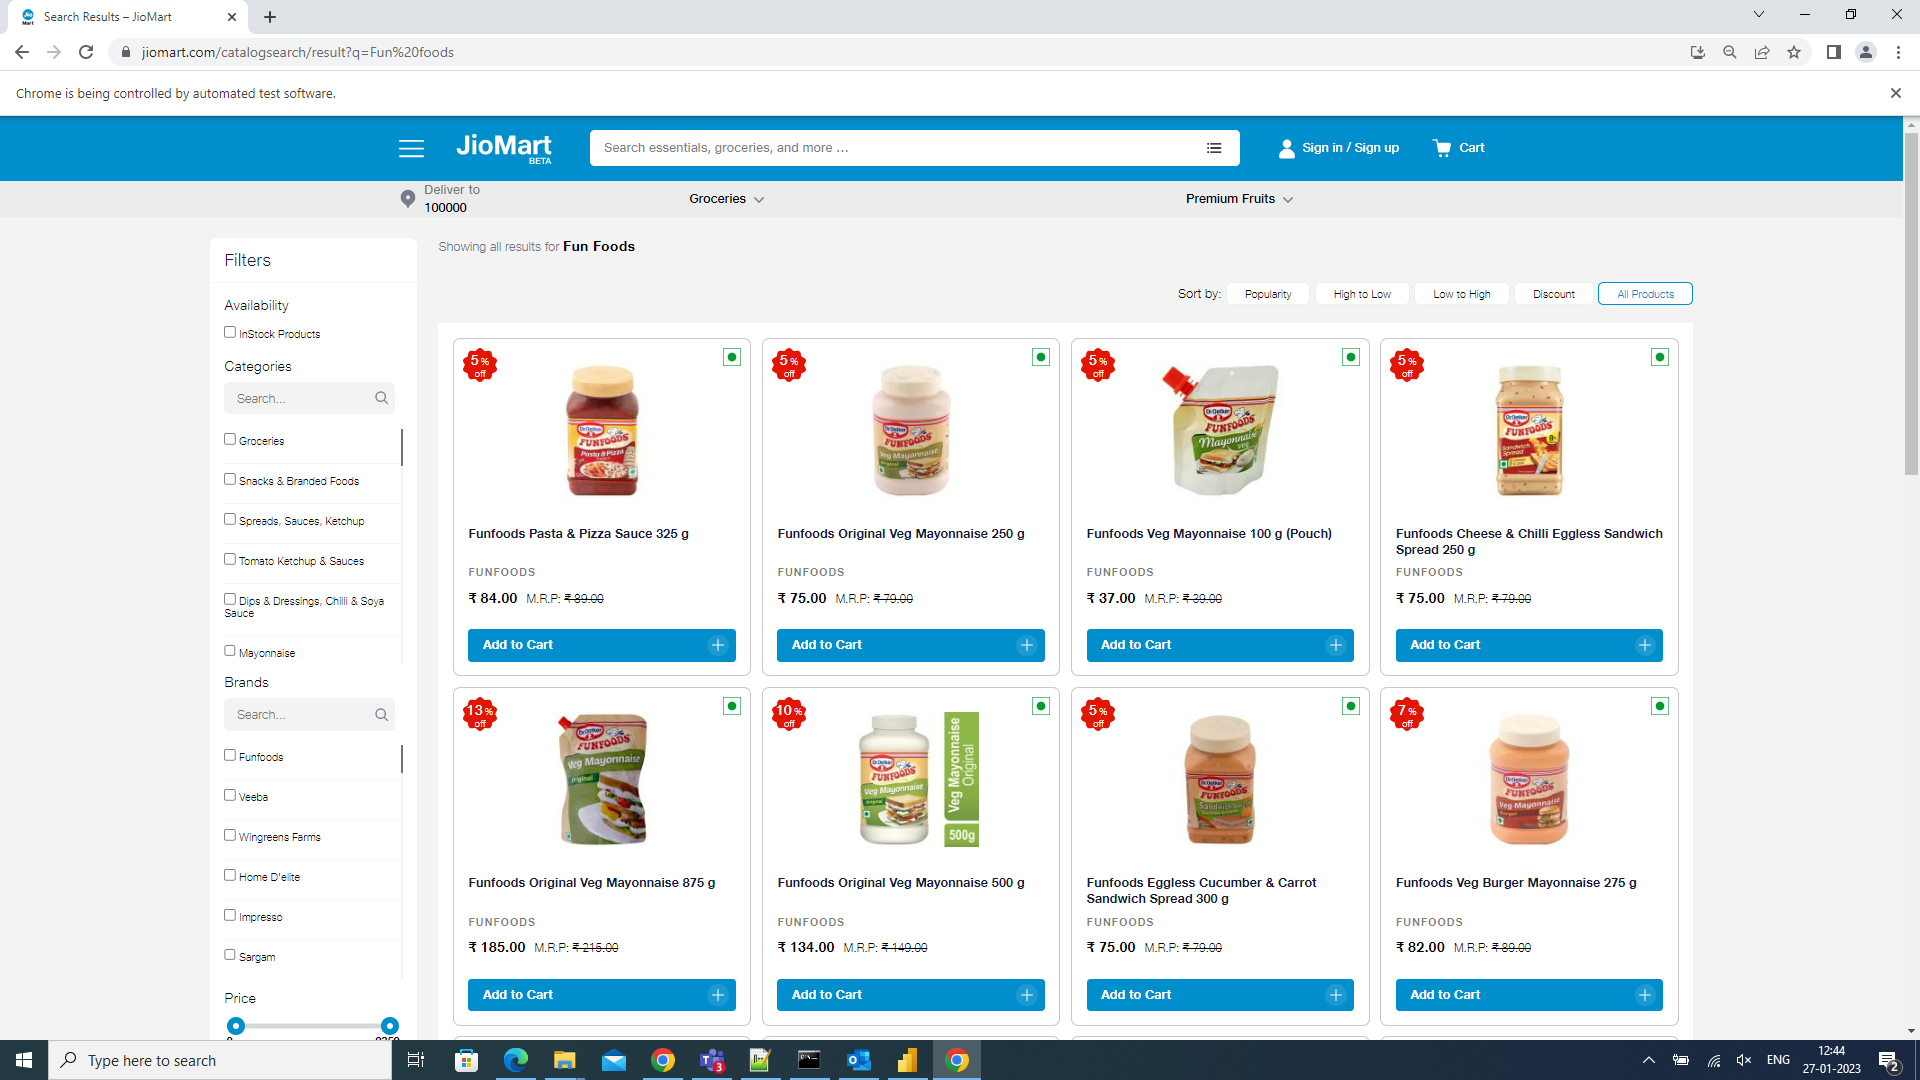 Search Results – JioMart
jiomart.com/catalogsearch/result?q=Fun%20foods
Chrome is being controlled by automated test software.
JioMart
BETA
Search essentials, groceries, and more ...
Sign in / Sign up
Cart
Deliver to
100000
Groceries
Premium Fruits
Showing all results for Fun Foods
Sort by:
Popularity
High to Low
Low to High
Discount
All Products
Filters
Availability
InStock Products
Categories
Search...
Groceries
Snacks & Branded Foods
Spreads, Sauces, Ketchup
Tomato Ketchup & Sauces
Dips & Dressings, Chilli & Soya
Sauce
Mayonnaise
Brands
Search...
Funfoods
Veeba
Wingreens Farms
Home D'elite
Impresso
Sargam
Price
5% off
Funfoods Pasta & Pizza Sauce 325 g
FUNFOODS
₹ 84.00 M.R.P: ₹ 89.00
Add to Cart
5% off
Funfoods Original Veg Mayonnaise 250 g
FUNFOODS
₹ 75.00 M.R.P: ₹ 79.00
Add to Cart
5% off
Funfoods Veg Mayonnaise 100 g (Pouch)
FUNFOODS
₹ 37.00 M.R.P: ₹ 39.00
Add to Cart
5% off
Funfoods Cheese & Chilli Eggless Sandwich
Spread 250 g
FUNFOODS
₹ 75.00 M.R.P: ₹ 79.00
Add to Cart
13% off
Funfoods Original Veg Mayonnaise 875 g
FUNFOODS
₹ 185.00 M.R.P: ₹ 215.00
Add to Cart
10% off
Veg Mayonnaise
Original
500g
Funfoods Original Veg Mayonnaise 500 g
FUNFOODS
₹ 134.00 M.R.P: ₹ 149.00
Add to Cart
5% off
Funfoods Eggless Cucumber & Carrot
Sandwich Spread 300 g
FUNFOODS
₹ 75.00 M.R.P: ₹ 79.00
Add to Cart
7% off
Funfoods Veg Burger Mayonnaise 275 g
FUNFOODS
₹ 82.00 M.R.P: ₹ 89.00
Add to Cart
Type here to search
3
ENG
12:44
27-01-2023
2